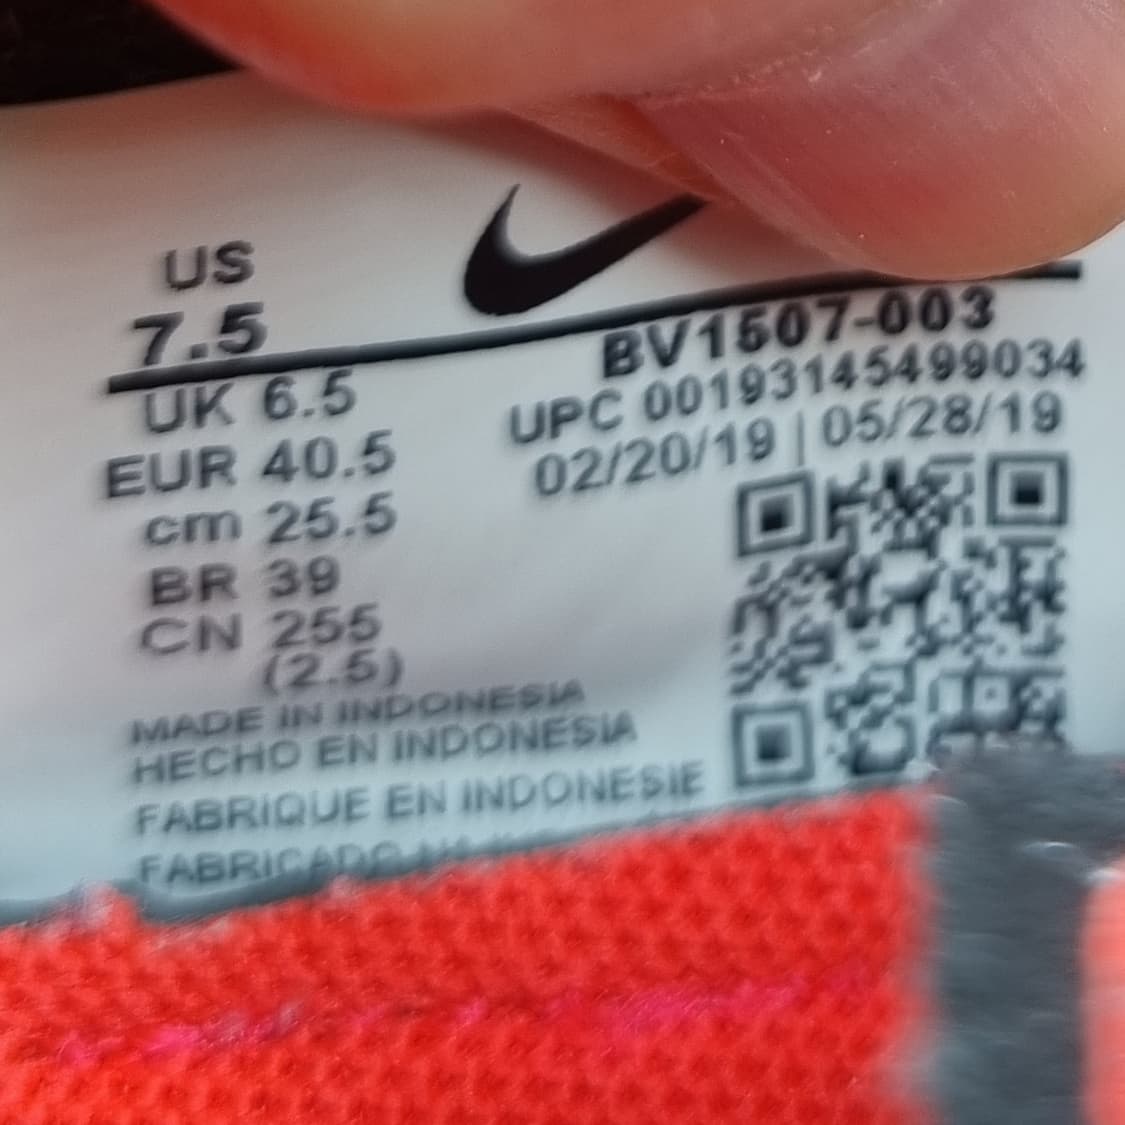 US
7.5
UK 6.5
EUR 40.5
cm 25.5
BR 39
CN 255
(2.5)
BV1507-003
UPC 00193145499034
02/20/19 | 05/28/19
MADE IN INDONESIA
HECHO EN INDONESIA
FABRIQUE EN INDONESIE
FABRICADO